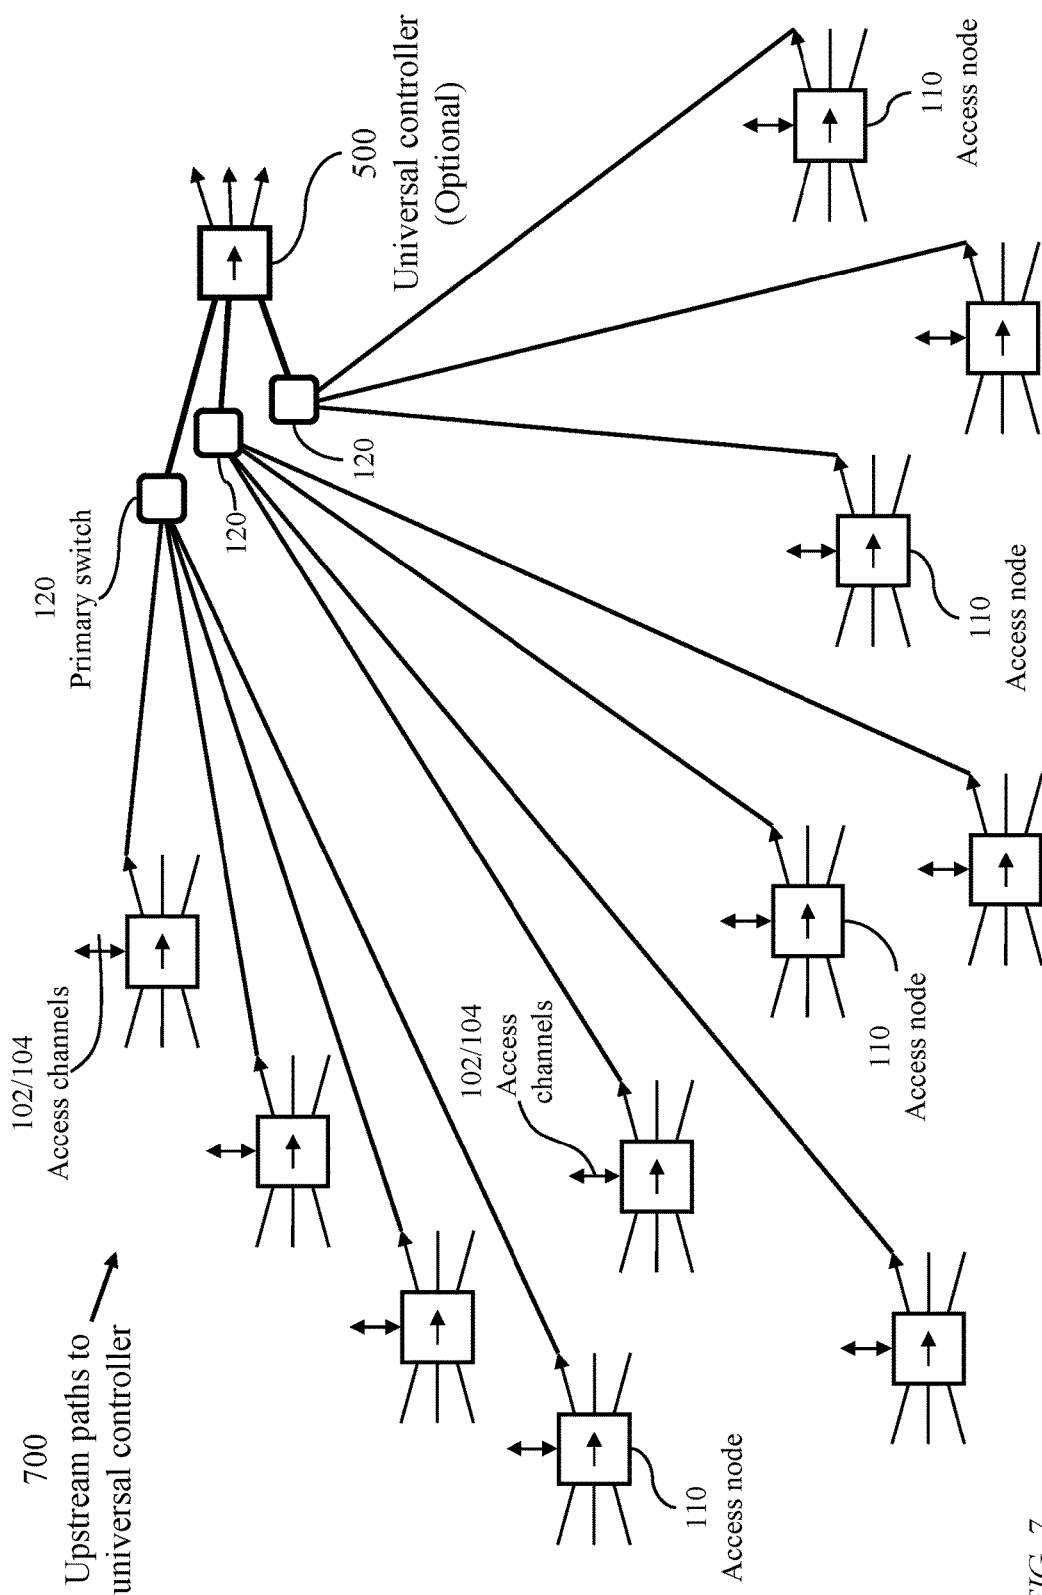 700
Upstream paths to
universal controller
102/104
Access channels
120
Primary switch
120
120
500
Universal controller
(Optional)
102/104
Access
channels
110
Access node
110
Access node
110
Access node
110
Access node
FIG. 7